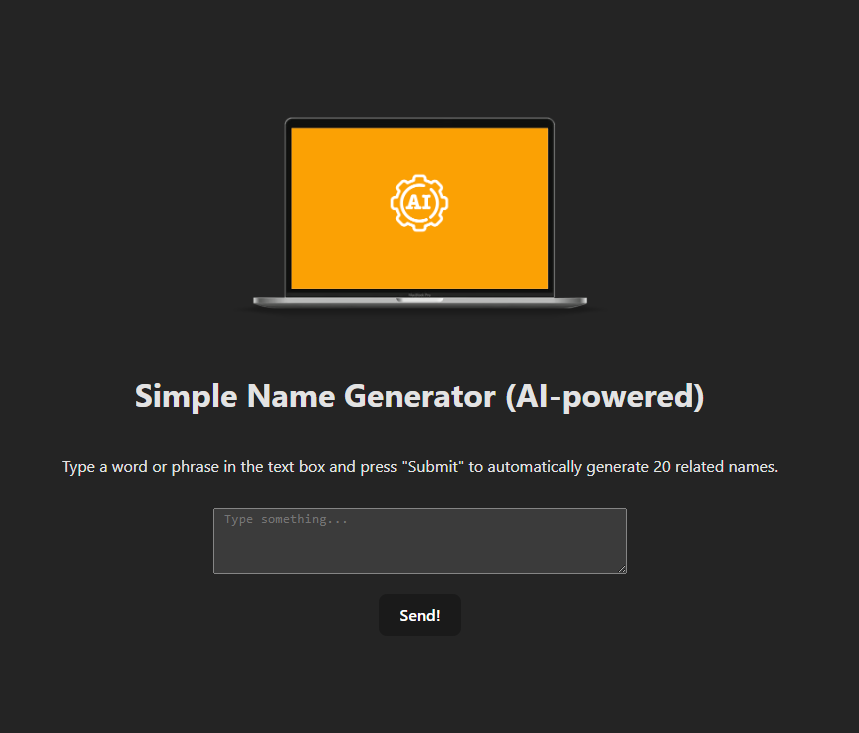 AI
Simple Name Generator (AI-powered)
Type a word or phrase in the text box and press "Submit" to automatically generate 20 related names.
Type something...
Send!